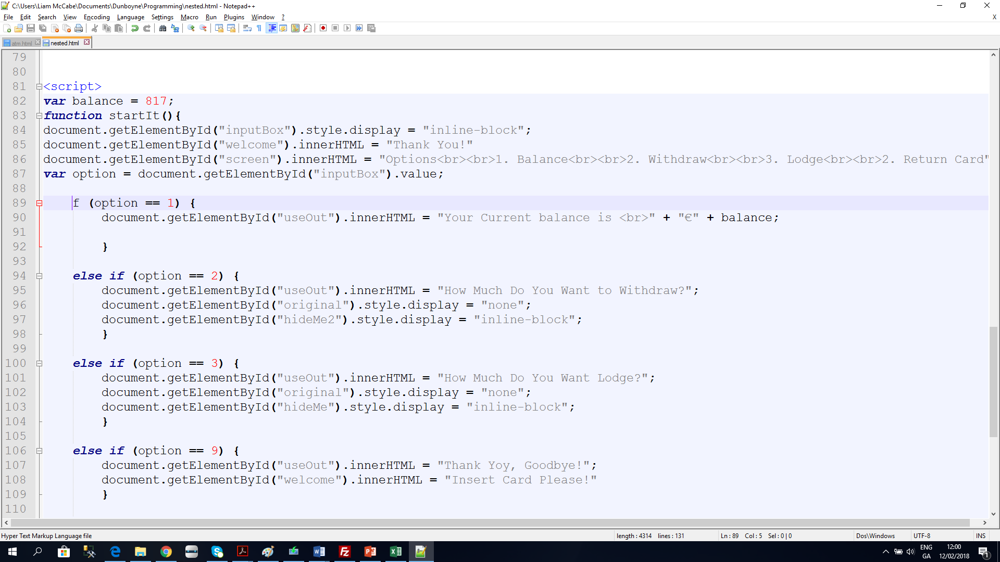 C:\Users\Liam McCabe\Documents\Dunboyne\Programming\nested.html - Notepad++
File Edit Search View Encoding Language Settings Macro Run Plugins Window ? X
atm.html nested.html
79
80
81 <script>
82 var balance = 817;
83 function startIt(){
84 document.getElementById("inputBox").style.display = "inline-block";
85 document.getElementById("welcome").innerHTML = "Thank You!"
86 document.getElementById("screen").innerHTML = "Options<br><br>1. Balance<br><br>2. Withdraw<br><br>3. Lodge<br><br>2. Return Card"
87 var option = document.getElementById("inputBox").value;
88
89 f (option == 1) {
90 document.getElementById("useOut").innerHTML = "Your Current balance is <br>" + "€" + balance;
91
92 }
93
94 else if (option == 2) {
95 document.getElementById("useOut").innerHTML = "How Much Do You Want to Withdraw?";
96 document.getElementById("original").style.display = "none";
97 document.getElementById("hideMe2").style.display = "inline-block";
98 }
99
100 else if (option == 3) {
101 document.getElementById("useOut").innerHTML = "How Much Do You Want Lodge?";
102 document.getElementById("original").style.display = "none";
103 document.getElementById("hideMe").style.display = "inline-block";
104 }
105
106 else if (option == 9) {
107 document.getElementById("useOut").innerHTML = "Thank Yoy, Goodbye!";
108 document.getElementById("welcome").innerHTML = "Insert Card Please!"
109 }
110
Hyper Text Markup Language file length : 4314 lines : 131 Ln : 89 Col : 5 Sel : 0 | 0 Dos\Windows UTF-8 INS
ENG 12:00
GA 12/02/2018 1